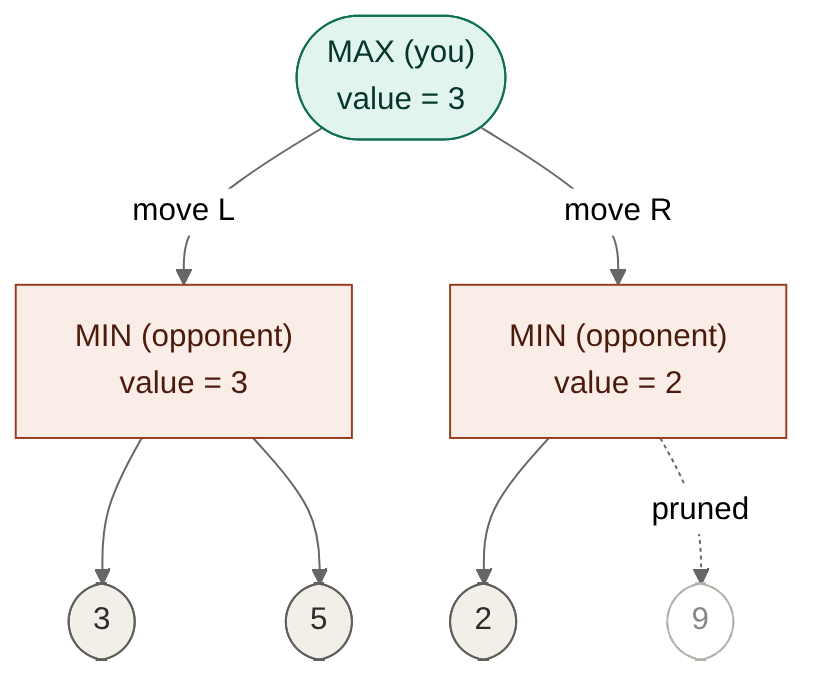 MAX (you)
value = 3
move L
move R
MIN (opponent)
value = 3
MIN (opponent)
value = 2
pruned
3
5
2
9